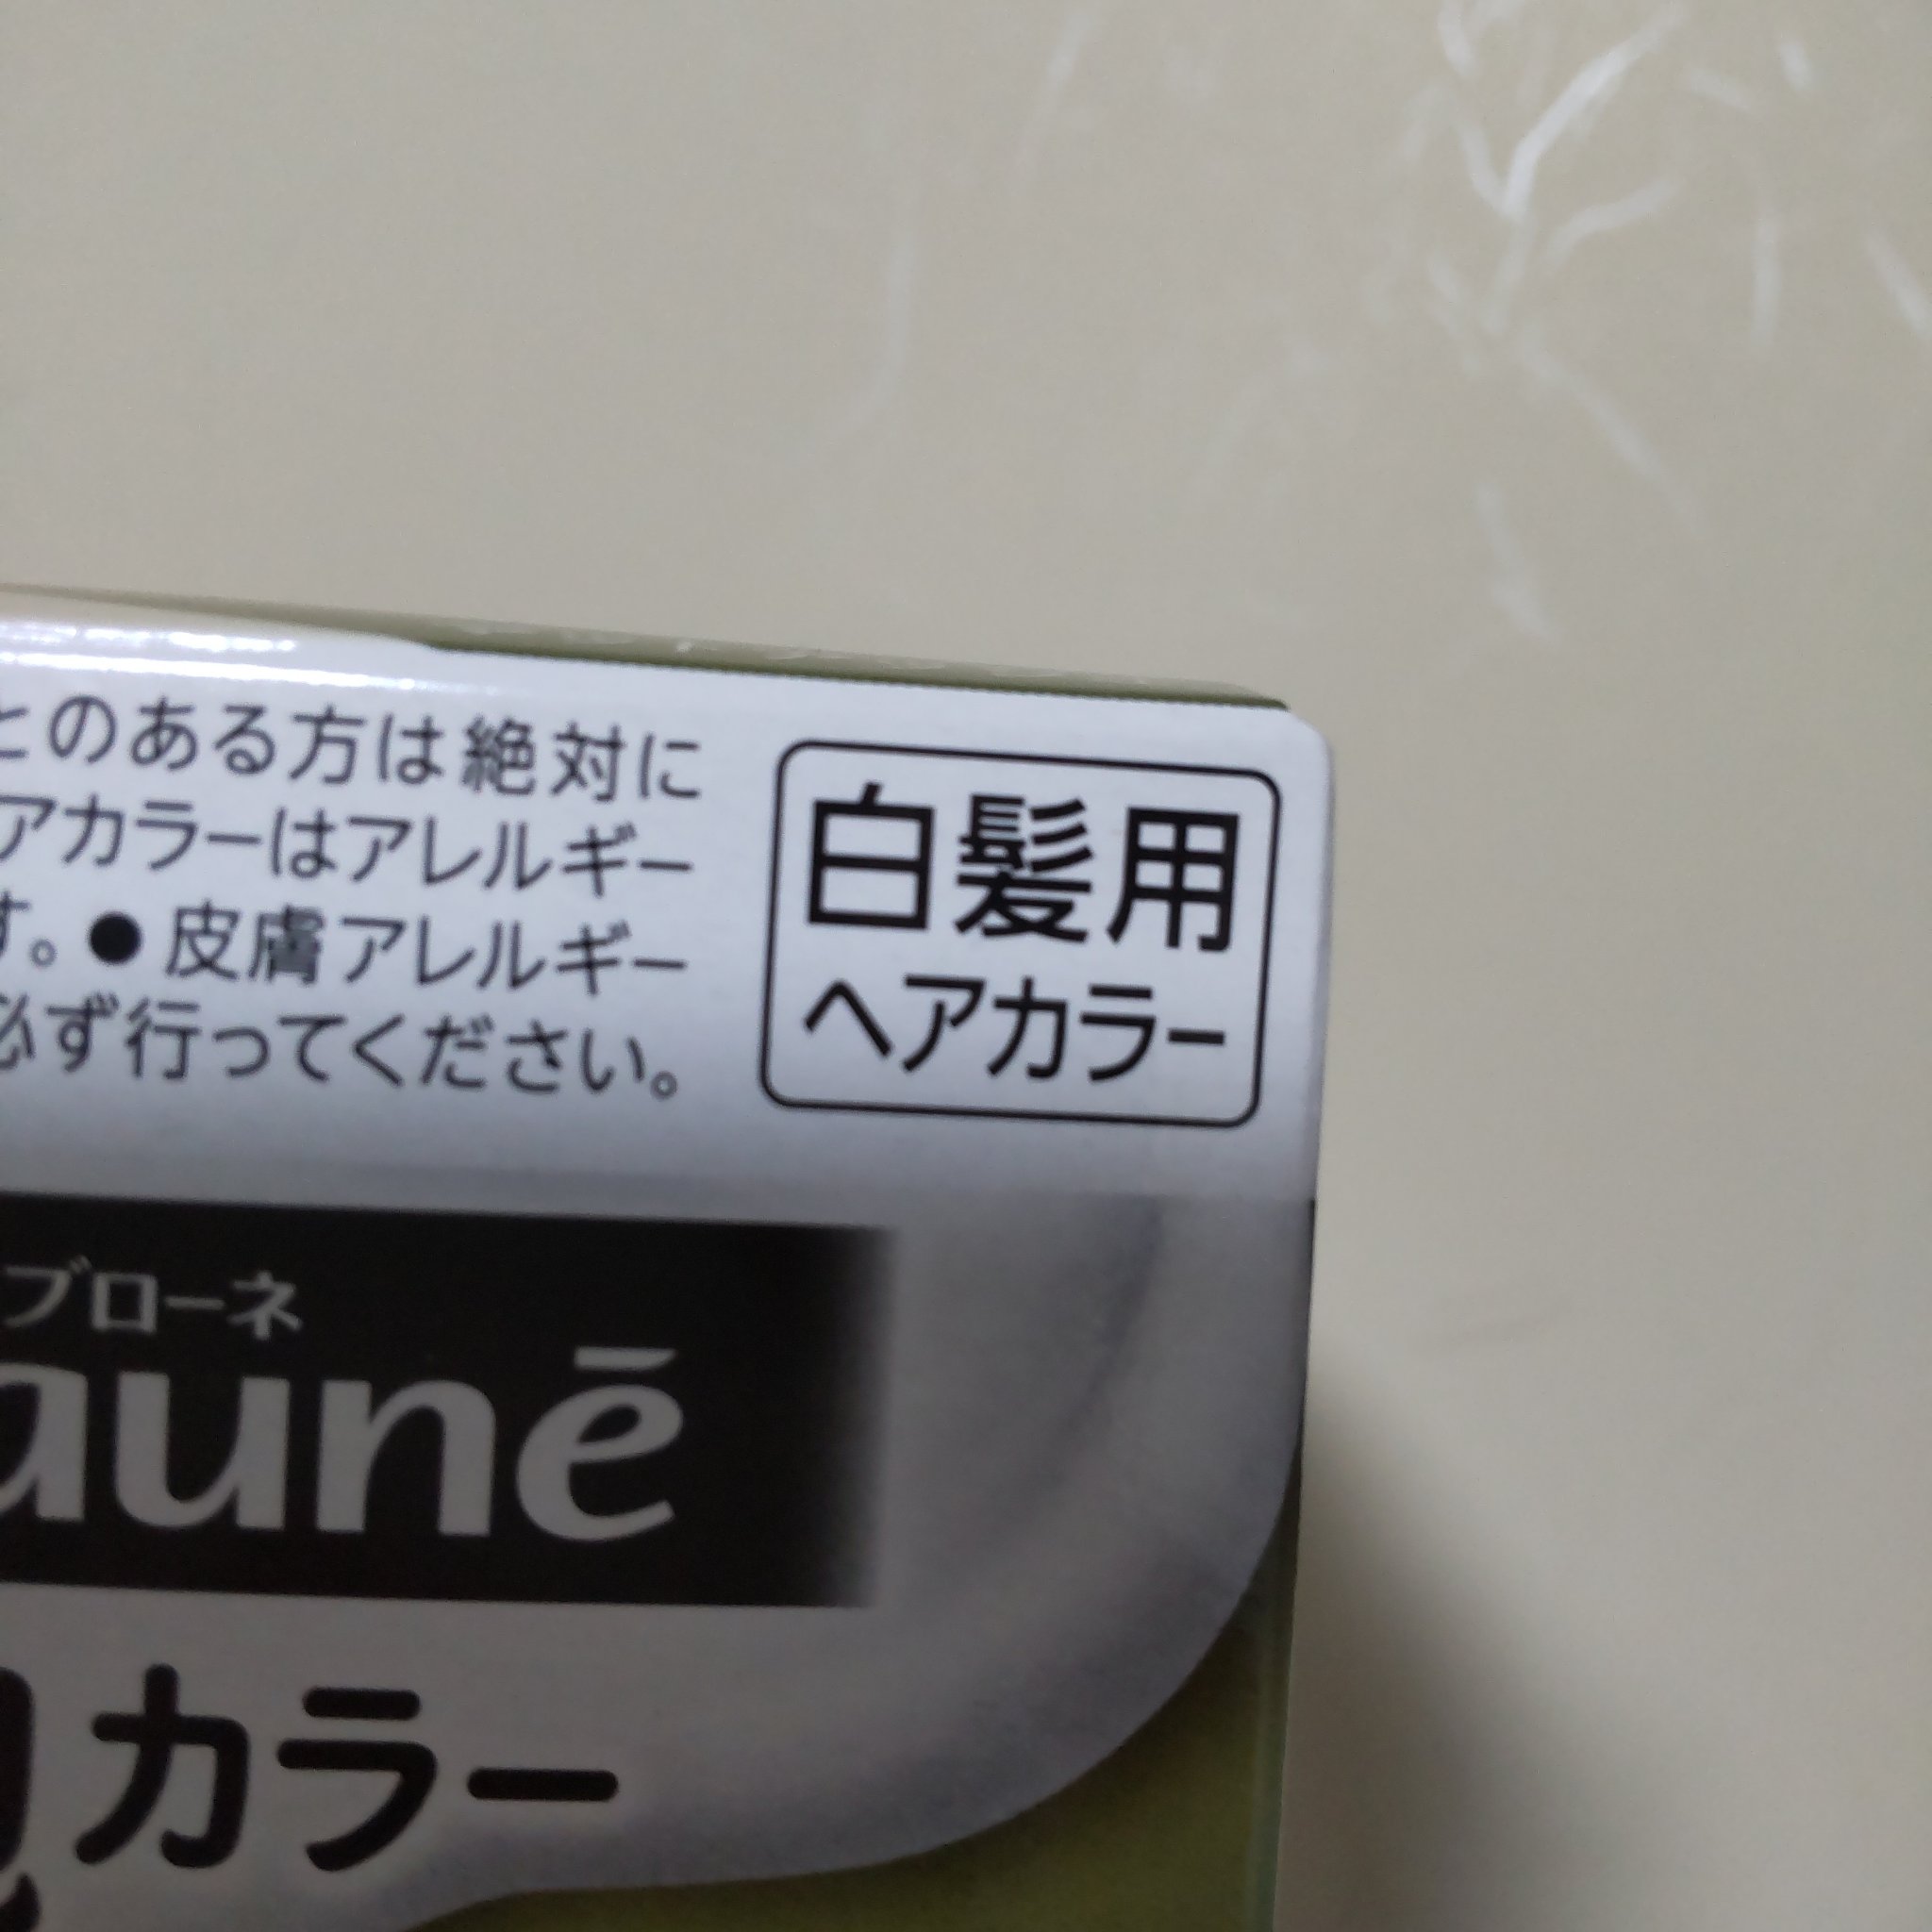 とのある方は絶対に
アカラーはアレルギー
す。●皮膚アレルギー
必ず行ってください。
白髪用
ヘアカラー
ブローネ
aunē
カラー